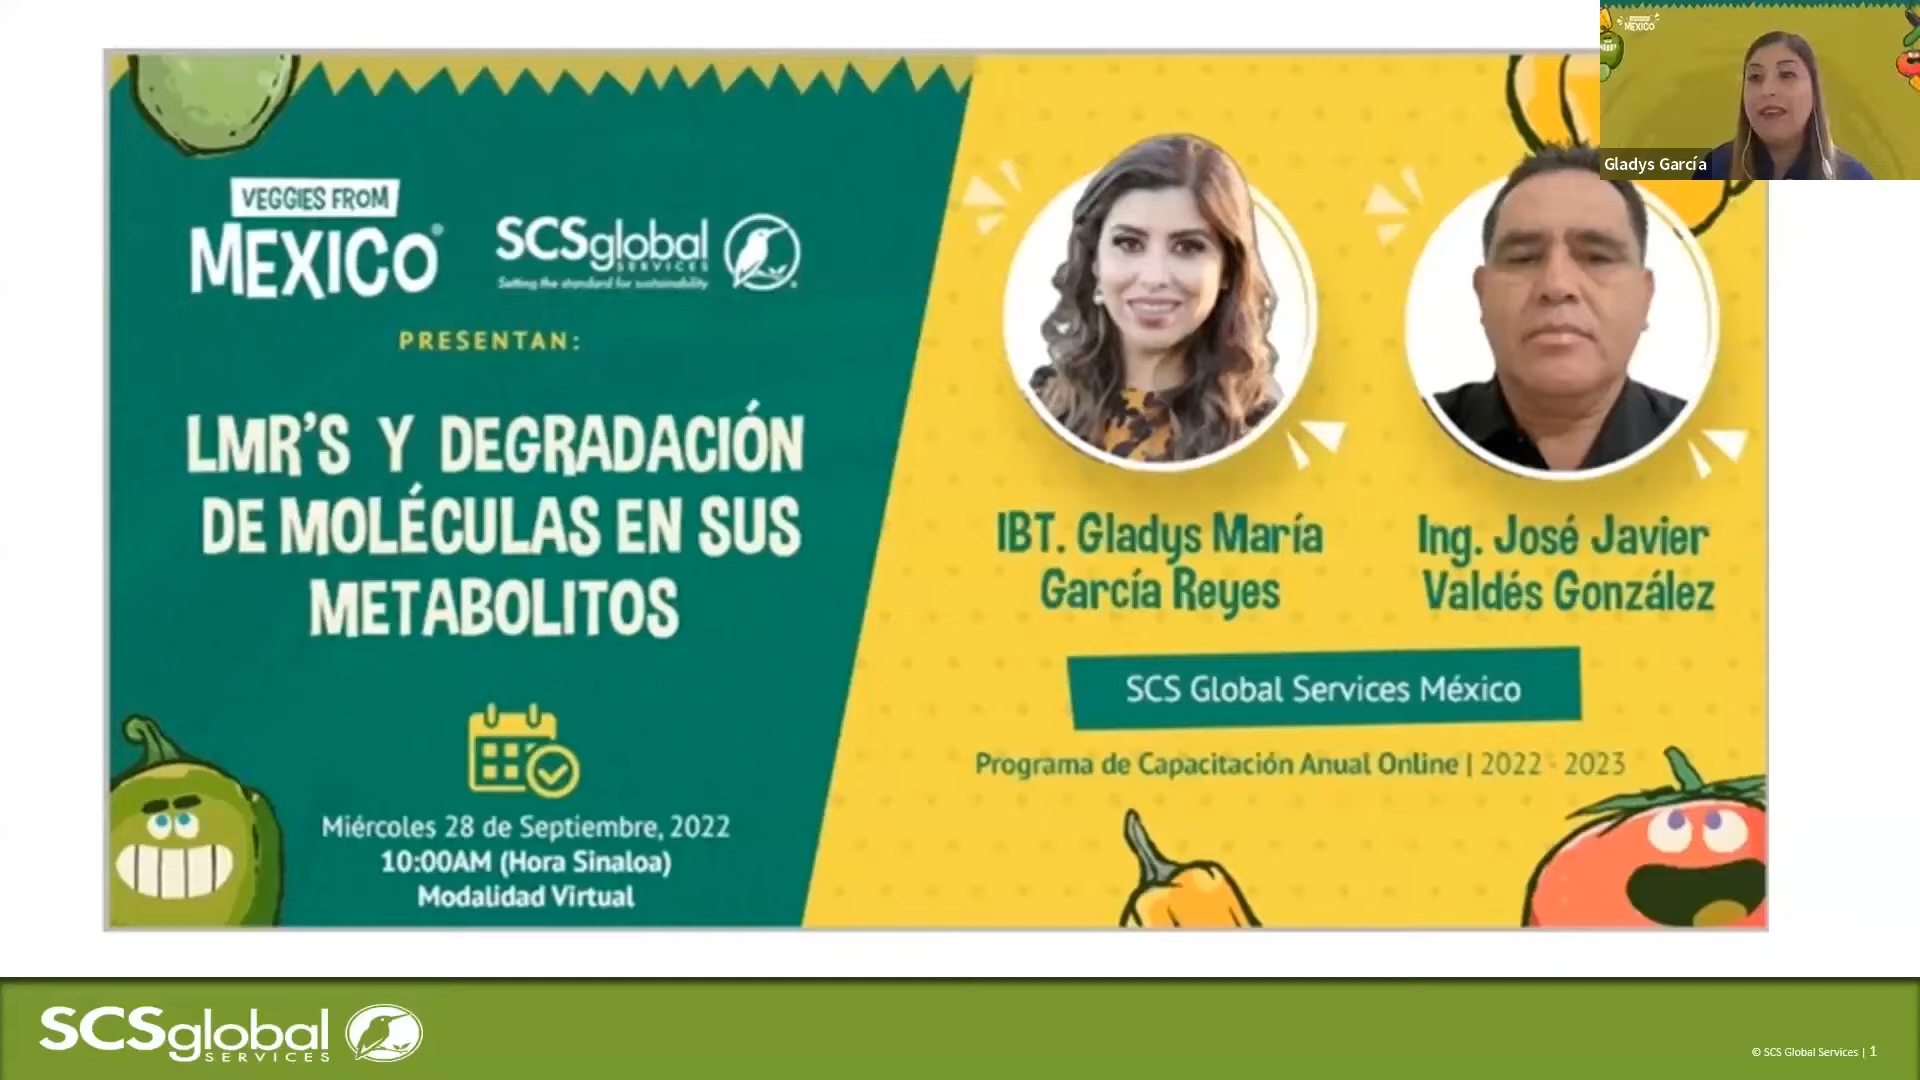 MEXICO
Gladys García
VEGGIES FROM
MEXICO®
SCSglobal
SERVICES
Setting the standard for sustainability
PRESENTAN:
LMR'S Y DEGRADACIÓN
DE MOLÉCULAS EN SUS
METABOLITOS
Miércoles 28 de Septiembre, 2022
10:00AM (Hora Sinaloa)
Modalidad Virtual
IBT. Gladys María
García Reyes
Ing. José Javier
Valdés González
SCS Global Services México
Programa de Capacitación Anual Online | 2022 - 2023
SCSglobal
SERVICES
© SCS Global Services | 1